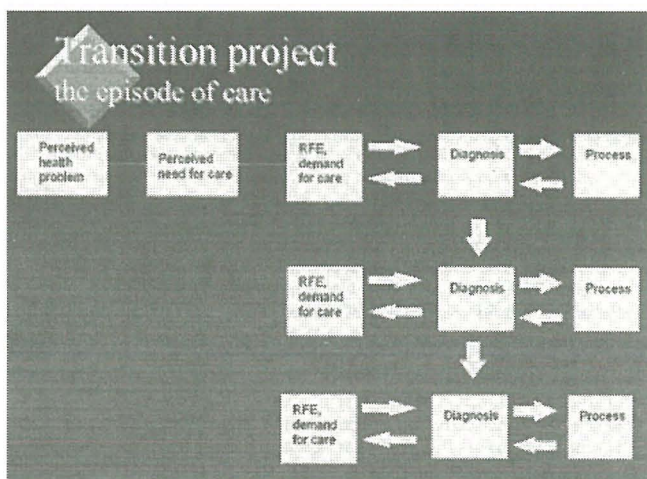 Transition project
the episode of care
Perceived
health
problem
Perceived
need for care
RFE,
demand
for care
Diagnosis
Process
RFE,
demand
for care
Diagnosis
Process
RFE,
demand
for care
Diagnosis
Process